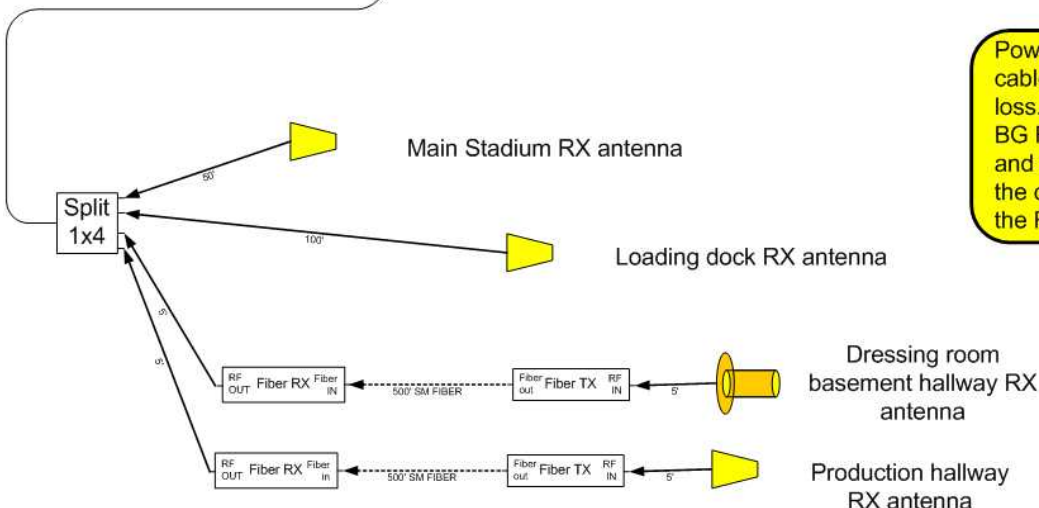 Pow
cable
loss.
BG
and
the
the
Main Stadium RX antenna
50'
Split
1x4
100'
Loading dock RX antenna
5'
5'
Dressing room
basement hallway RX
antenna
RF
OUT
Fiber RX
Fiber
IN
500' SM FIBER
Fiber
out
Fiber TX
RF
IN
5'
RF
OUT
Fiber RX
Fiber
in
500' SM FIBER
Fiber
out
Fiber TX
RF
IN
5'
Production hallway
RX antenna